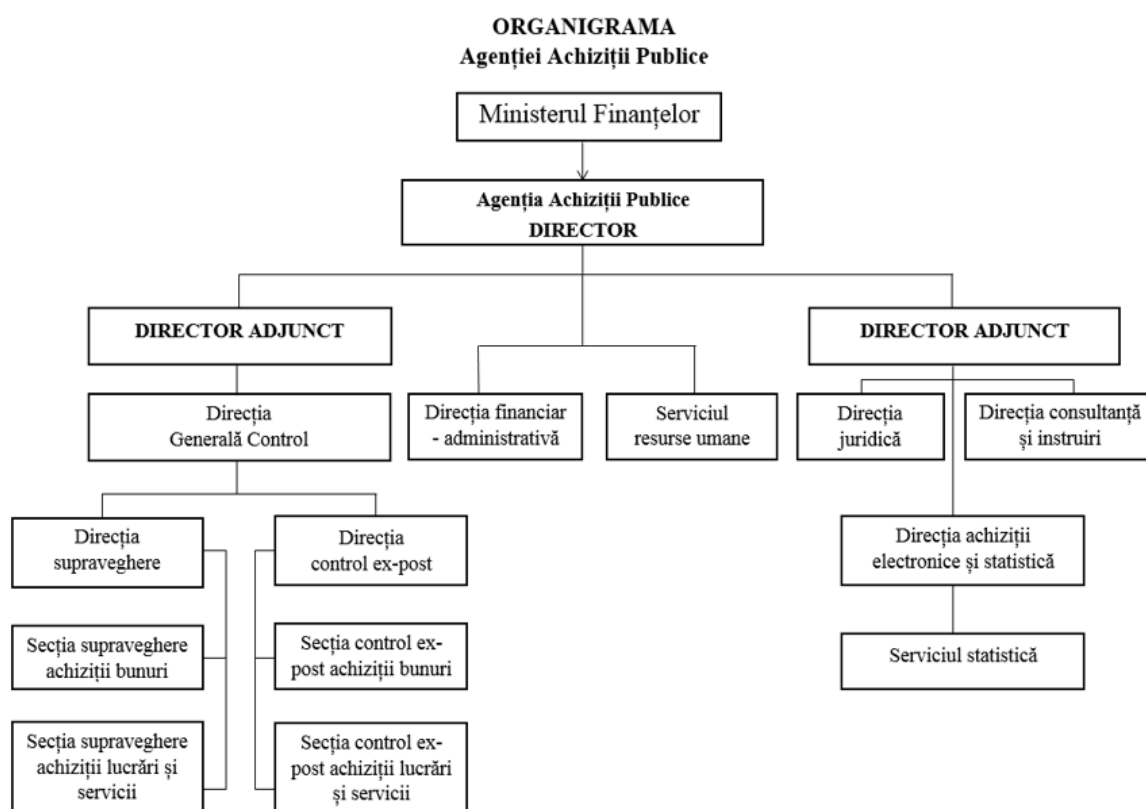 ORGANIGRAMA
Agenției Achiziții Publice
Ministerul Finanțelor
Agenția Achiziții Publice
DIRECTOR
DIRECTOR ADJUNCT
DIRECTOR ADJUNCT
Direcția
Generală Control
Direcția financiar
- administrativă
Serviciul
resurse umane
Direcția
juridică
Direcția consultanță
și instruiri
Direcția
supraveghere
Direcția
control ex-post
Direcția achiziții
electronice și statistică
Secția supraveghere
achiziții bunuri
Secția control ex-
post achiziții bunuri
Serviciul statistică
Secția supraveghere
achiziții lucrări și
servicii
Secția control ex-
post achiziții lucrări
și servicii